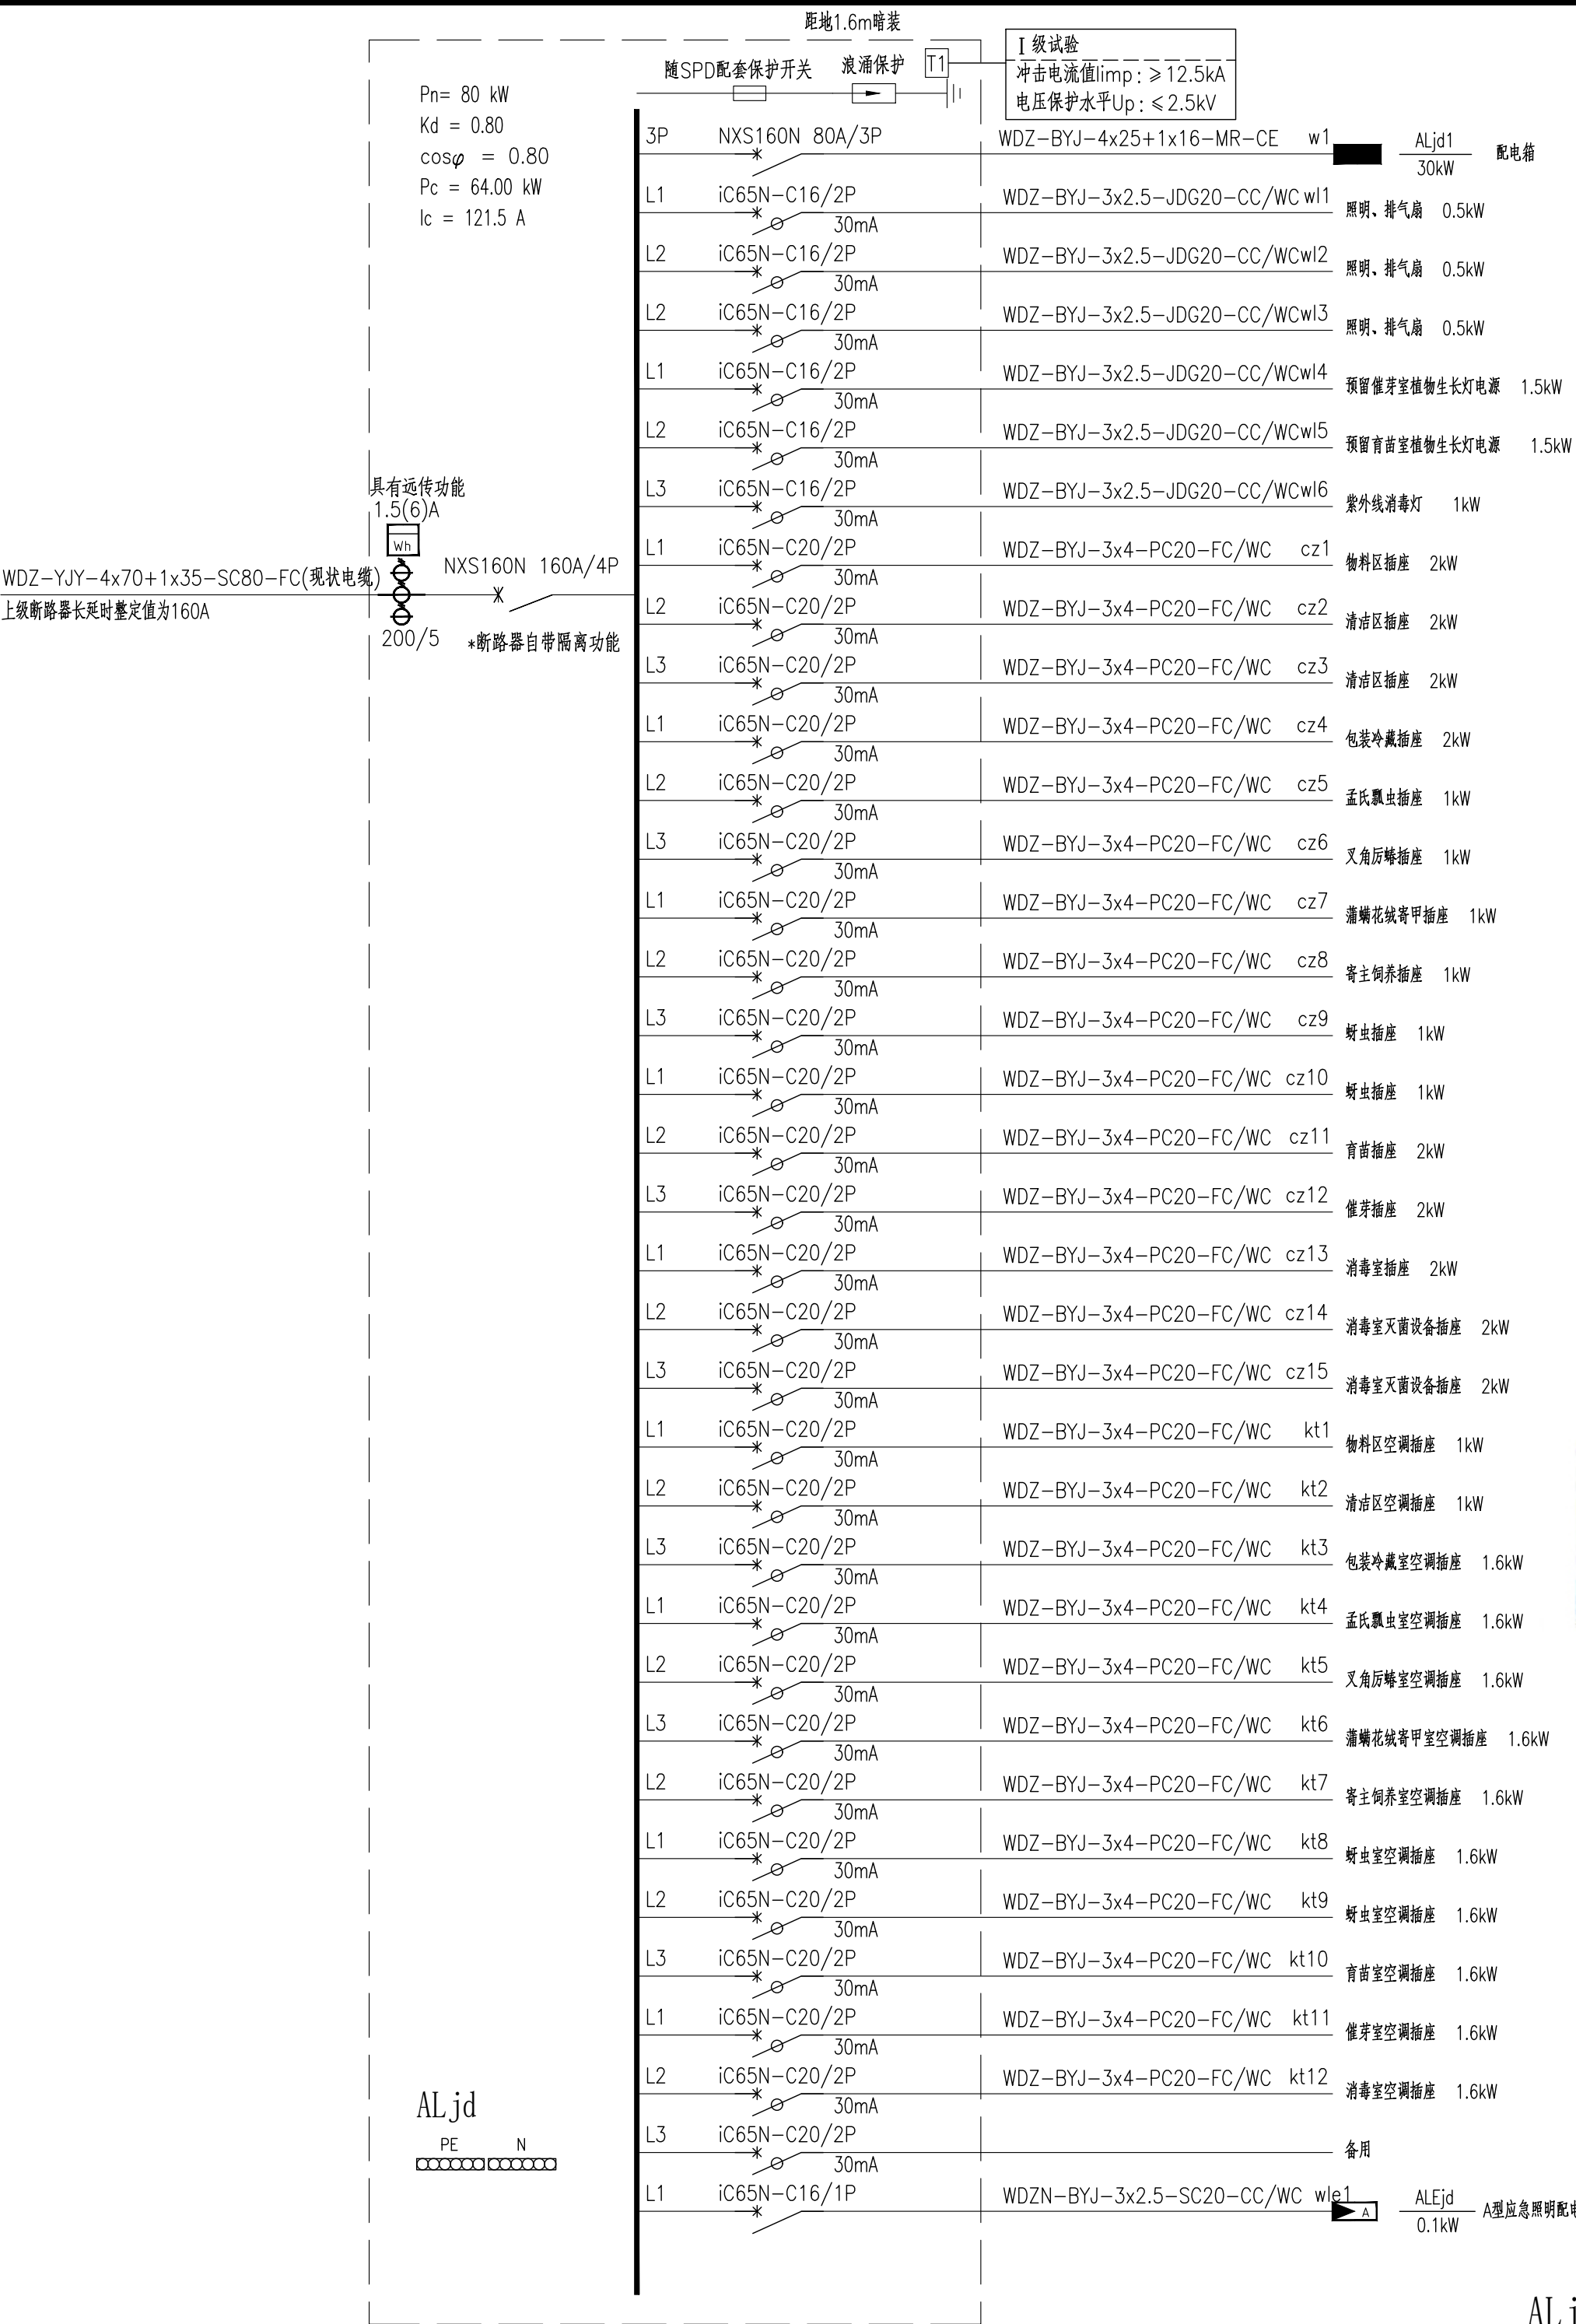 距地1.6m暗装
随SPD配套保护开关 浪涌保护 T1
I 级试验
冲击电流值Iimp：≥12.5kA
电压保护水平Up：≤2.5kV
Pn= 80 kW
Kd = 0.80
cosφ = 0.80
Pc = 64.00 kW
Ic = 121.5 A
具有远传功能
1.5(6)A
Wh
WDZ-YJY-4x70+1x35-SC80-FC(现状电缆)
上级断路器长延时整定值为160A
200/5
NXS160N 160A/4P
*断路器自带隔离功能
3P NXS160N 80A/3P WDZ-BYJ-4x25+1x16-MR-CE w1 ALjd1 30kW 配电箱
L1 iC65N-C16/2P 30mA WDZ-BYJ-3x2.5-JDG20-CC/WC wl1 照明、排气扇 0.5kW
L2 iC65N-C16/2P 30mA WDZ-BYJ-3x2.5-JDG20-CC/WCwl2 照明、排气扇 0.5kW
L2 iC65N-C16/2P 30mA WDZ-BYJ-3x2.5-JDG20-CC/WCwl3 照明、排气扇 0.5kW
L1 iC65N-C16/2P 30mA WDZ-BYJ-3x2.5-JDG20-CC/WCwl4 预留催芽室植物生长灯电源 1.5kW
L2 iC65N-C16/2P 30mA WDZ-BYJ-3x2.5-JDG20-CC/WCwl5 预留育苗室植物生长灯电源 1.5kW
L3 iC65N-C16/2P 30mA WDZ-BYJ-3x2.5-JDG20-CC/WCwl6 紫外线消毒灯 1kW
L1 iC65N-C20/2P 30mA WDZ-BYJ-3x4-PC20-FC/WC cz1 物料区插座 2kW
L2 iC65N-C20/2P 30mA WDZ-BYJ-3x4-PC20-FC/WC cz2 清洁区插座 2kW
L3 iC65N-C20/2P 30mA WDZ-BYJ-3x4-PC20-FC/WC cz3 清洁区插座 2kW
L1 iC65N-C20/2P 30mA WDZ-BYJ-3x4-PC20-FC/WC cz4 包装冷藏插座 2kW
L2 iC65N-C20/2P 30mA WDZ-BYJ-3x4-PC20-FC/WC cz5 孟氏瓢虫插座 1kW
L3 iC65N-C20/2P 30mA WDZ-BYJ-3x4-PC20-FC/WC cz6 叉角厉蝽插座 1kW
L1 iC65N-C20/2P 30mA WDZ-BYJ-3x4-PC20-FC/WC cz7 蒲螨花绒寄甲插座 1kW
L2 iC65N-C20/2P 30mA WDZ-BYJ-3x4-PC20-FC/WC cz8 寄主饲养插座 1kW
L3 iC65N-C20/2P 30mA WDZ-BYJ-3x4-PC20-FC/WC cz9 蚜虫插座 1kW
L1 iC65N-C20/2P 30mA WDZ-BYJ-3x4-PC20-FC/WC cz10 蚜虫插座 1kW
L2 iC65N-C20/2P 30mA WDZ-BYJ-3x4-PC20-FC/WC cz11 育苗插座 2kW
L3 iC65N-C20/2P 30mA WDZ-BYJ-3x4-PC20-FC/WC cz12 催芽插座 2kW
L1 iC65N-C20/2P 30mA WDZ-BYJ-3x4-PC20-FC/WC cz13 消毒室插座 2kW
L2 iC65N-C20/2P 30mA WDZ-BYJ-3x4-PC20-FC/WC cz14 消毒室灭菌设备插座 2kW
L3 iC65N-C20/2P 30mA WDZ-BYJ-3x4-PC20-FC/WC cz15 消毒室灭菌设备插座 2kW
L1 iC65N-C20/2P 30mA WDZ-BYJ-3x4-PC20-FC/WC kt1 物料区空调插座 1kW
L2 iC65N-C20/2P 30mA WDZ-BYJ-3x4-PC20-FC/WC kt2 清洁区空调插座 1kW
L3 iC65N-C20/2P 30mA WDZ-BYJ-3x4-PC20-FC/WC kt3 包装冷藏室空调插座 1.6kW
L1 iC65N-C20/2P 30mA WDZ-BYJ-3x4-PC20-FC/WC kt4 孟氏瓢虫室空调插座 1.6kW
L2 iC65N-C20/2P 30mA WDZ-BYJ-3x4-PC20-FC/WC kt5 叉角厉蝽室空调插座 1.6kW
L3 iC65N-C20/2P 30mA WDZ-BYJ-3x4-PC20-FC/WC kt6 蒲螨花绒寄甲室空调插座 1.6kW
L2 iC65N-C20/2P 30mA WDZ-BYJ-3x4-PC20-FC/WC kt7 寄主饲养室空调插座 1.6kW
L1 iC65N-C20/2P 30mA WDZ-BYJ-3x4-PC20-FC/WC kt8 蚜虫室空调插座 1.6kW
L2 iC65N-C20/2P 30mA WDZ-BYJ-3x4-PC20-FC/WC kt9 蚜虫室空调插座 1.6kW
L3 iC65N-C20/2P 30mA WDZ-BYJ-3x4-PC20-FC/WC kt10 育苗室空调插座 1.6kW
L1 iC65N-C20/2P 30mA WDZ-BYJ-3x4-PC20-FC/WC kt11 催芽室空调插座 1.6kW
L2 iC65N-C20/2P 30mA WDZ-BYJ-3x4-PC20-FC/WC kt12 消毒室空调插座 1.6kW
L3 iC65N-C20/2P 30mA 备用
L1 iC65N-C16/1P WDZN-BYJ-3x2.5-SC20-CC/WC wle1 A ALEjd 0.1kW A型应急照明配电
ALjd
PE N
ALj